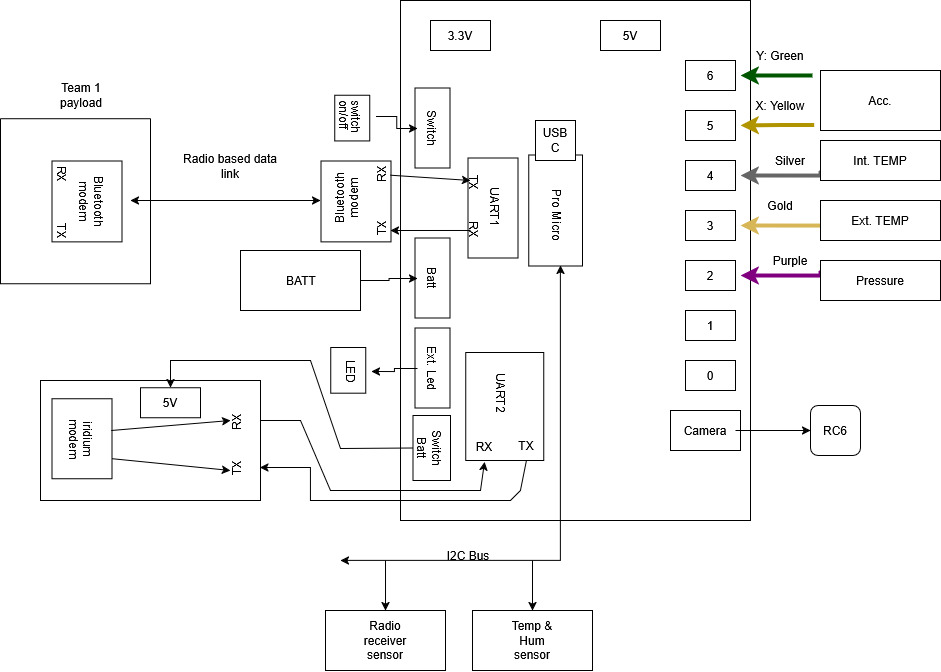 3.3V
5V
Y: Green
6
Acc.
X: Yellow
5
Silver
4
Int. TEMP
Gold
3
Ext. TEMP
Purple
2
Pressure
1
0
Camera
RC6
Team 1
payload
RX
Bluetooth
modem
TX
Radio based data
link
switch
on/off
Switch
RX
Blutetooth
modem
TX
TX
UART1
RX
USB
C
Pro Micro
BATT
Batt
LED
Ext. Led
UART2
RX
TX
Switch
Batt
5V
iridium
modem
RX
TX
I2C Bus
Radio
receiver
sensor
Temp &
Hum
sensor